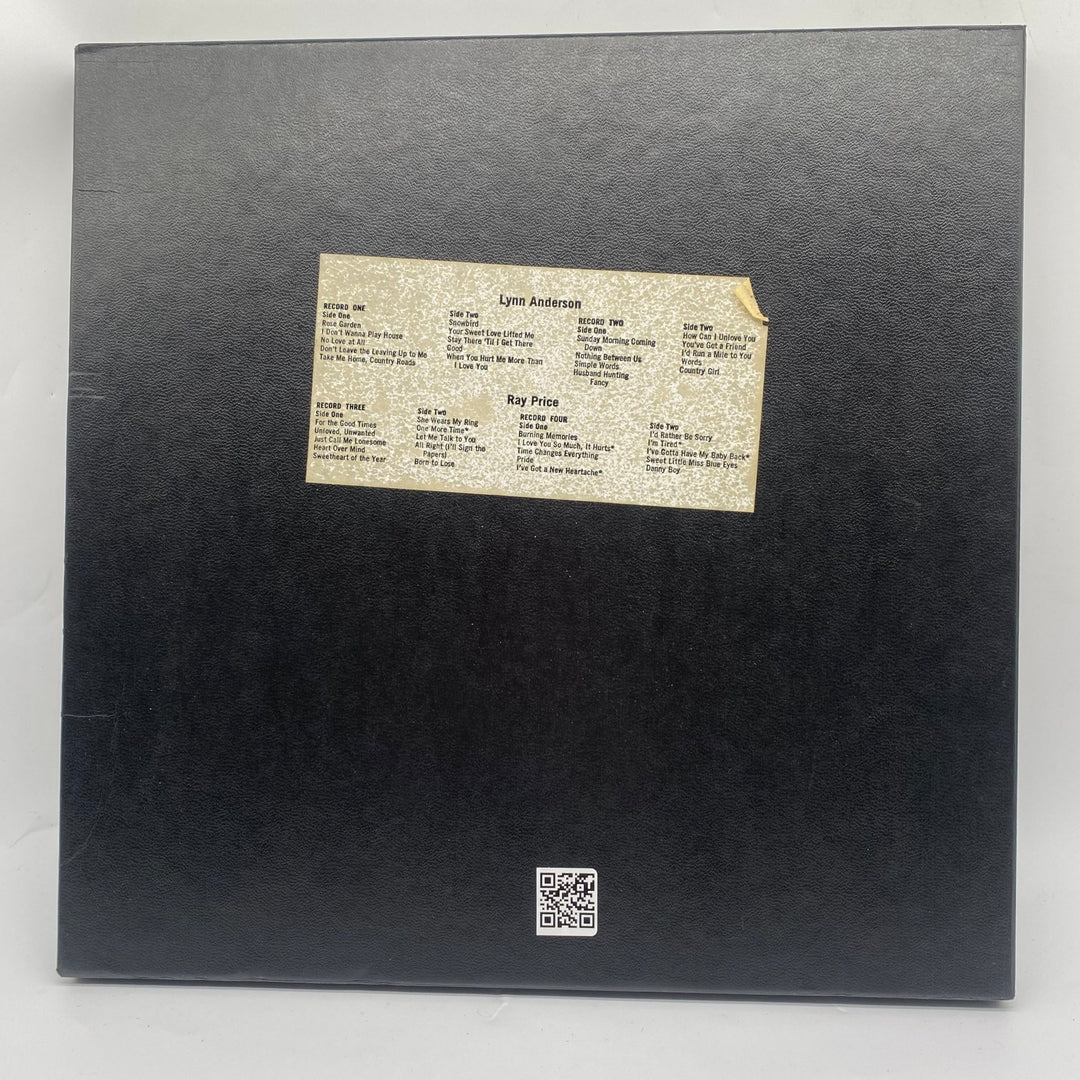 Lynn Anderson
RECORD ONE
Side One
Rose Garden
I Don't Wanna Play House
No Love at All
Don't Leave the Leaving Up to Me
Take Me Home, Country Roads
Side Two
Snowbird
Your Sweet Love Lifted Me
Stay There 'Til I Get There
Good
When You Hurt Me More Than
I Love You
RECORD TWO
Side One
Sunday Morning Coming
Down
Nothing Between Us
Simple Words
Husband Hunting
Fancy
Side Two
How Can I Unlove You
You've Got a Friend
I'd Run a Mile to You
Words
Country Girl
Ray Price
RECORD THREE
Side One
For the Good Times
Unloved, Unwanted
Just Call Me Lonesome
Heart Over Mind
Sweetheart of the Year
Side Two
She Wears My Ring
One More Time*
Let Me Talk to You
All Right (I'll Sign the
Papers)
Born to Lose
RECORD FOUR
Side One
Burning Memories
I Love You So Much, It Hurts*
Time Changes Everything
Pride
I've Got a New Heartache*
Side Two
I'd Rather Be Sorry
I'm Tired*
I've Gotta Have My Baby Back*
Sweet Little Miss Blue Eyes
Danny Boy